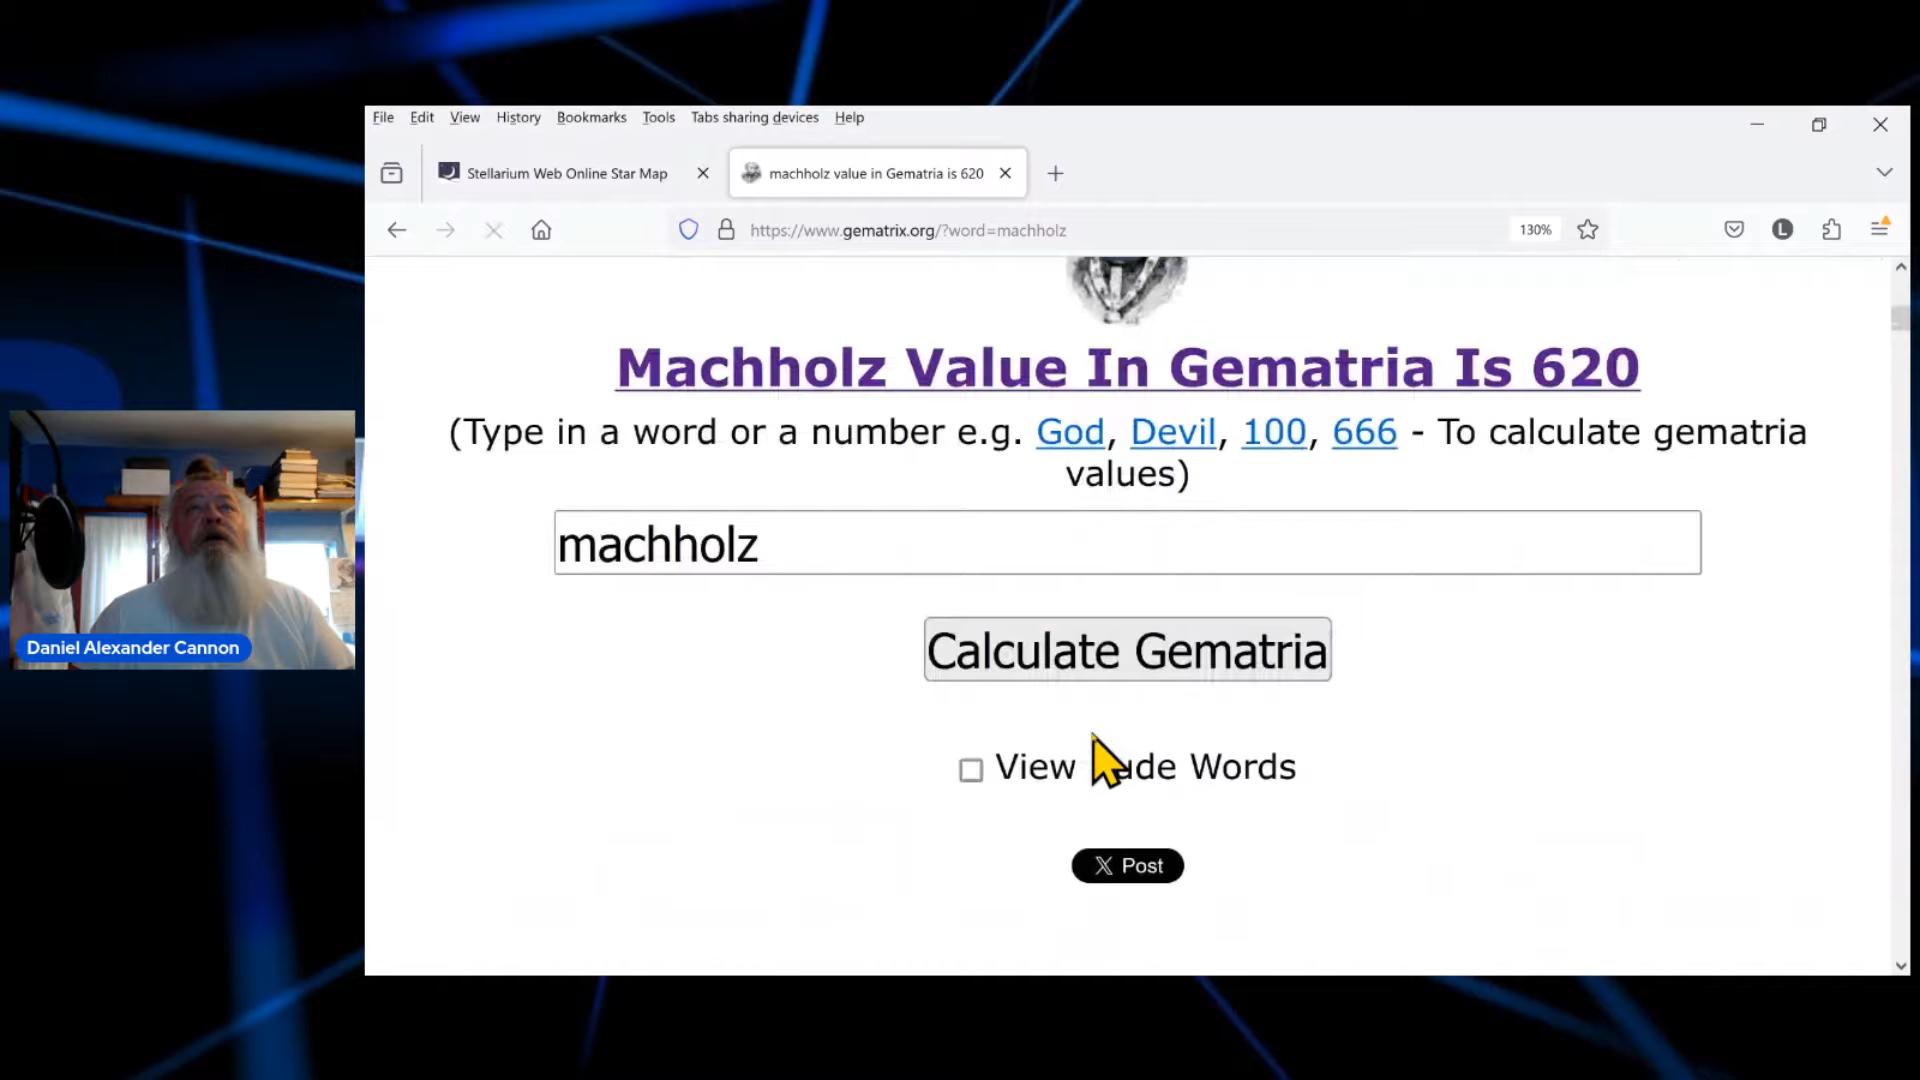 File Edit View History Bookmarks Tools Tabs sharing devices Help
Stellarium Web Online Star Map
machholz value in Gematria is 620
https://www.gematrix.org/?word=machholz
130%
L
Machholz Value In Gematria Is 620
(Type in a word or a number e.g. God, Devil, 100, 666 - To calculate gematria
values)
machholz
Calculate Gematria
View ude Words
X Post
Daniel Alexander Cannon